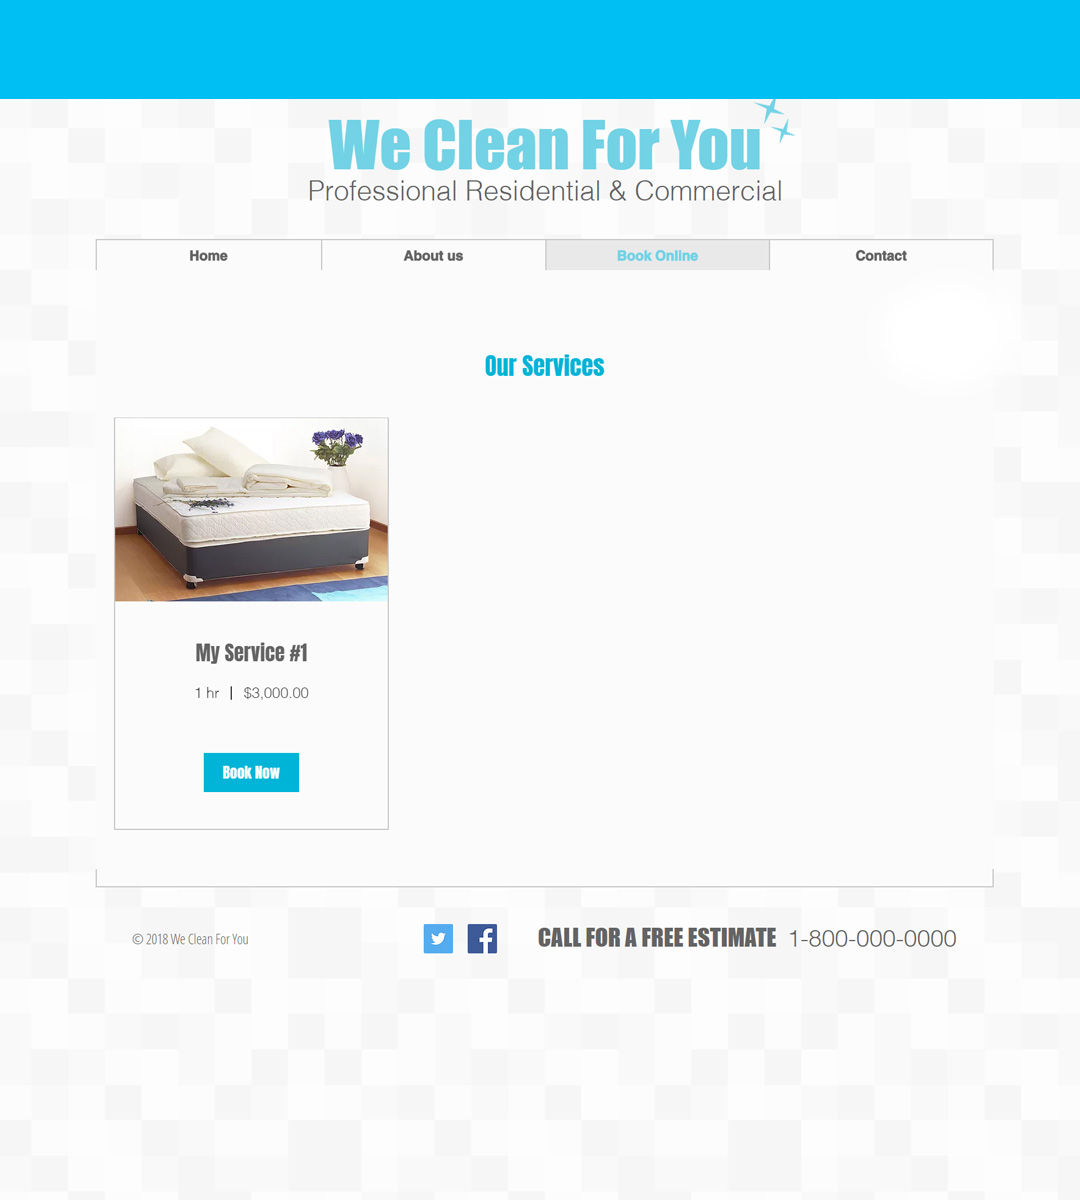 We Clean For You
Professional Residential & Commercial
Home
About us
Book Online
Contact
Our Services
My Service #1
1 hr | $3,000.00
Book Now
© 2018 We Clean For You
CALL FOR A FREE ESTIMATE 1-800-000-0000